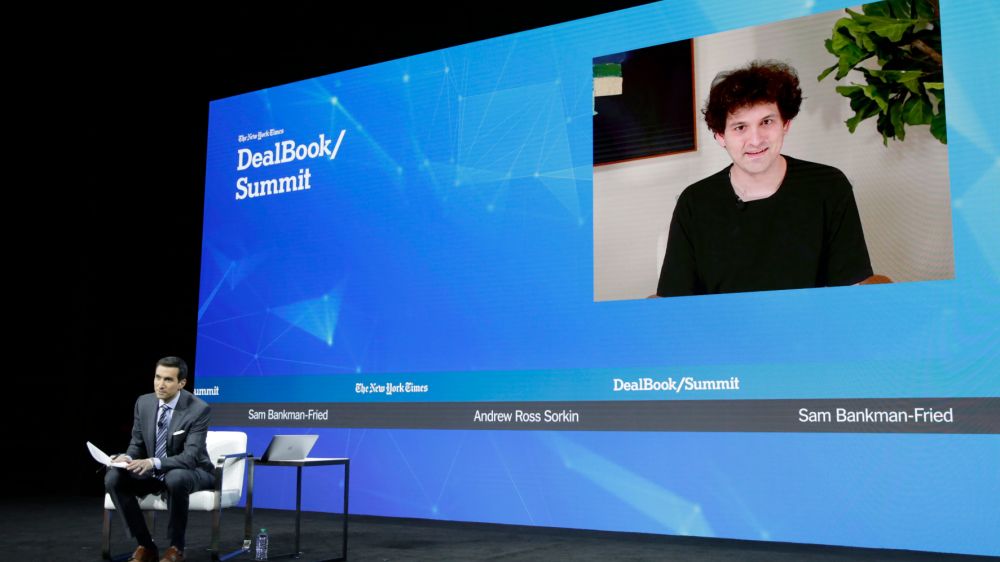 The New York Times
DealBook/
Summit
ummit
The New York Times
DealBook/Summit
Sam Bankman-Fried
Andrew Ross Sorkin
Sam Bankman-Fried